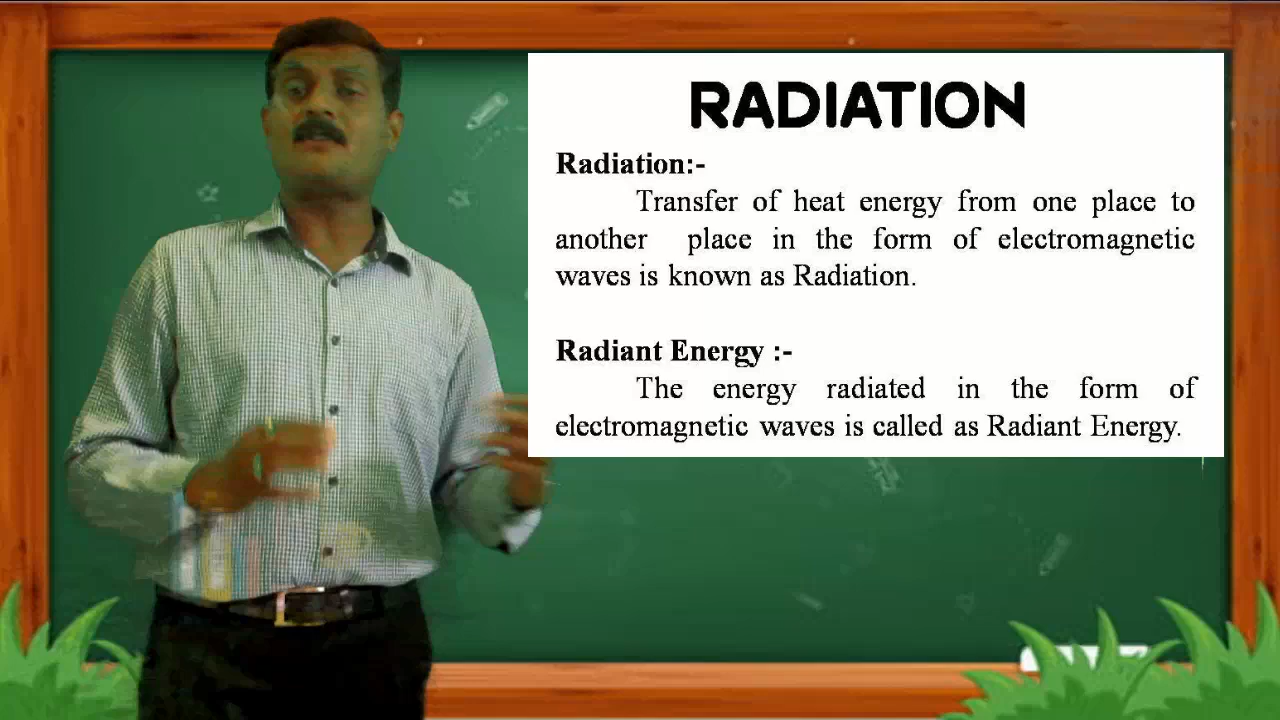 RADIATION
Radiation:-
Transfer of heat energy from one place to
another place in the form of electromagnetic
waves is known as Radiation.
Radiant Energy :-
The energy radiated in the form of
electromagnetic waves is called as Radiant Energy.